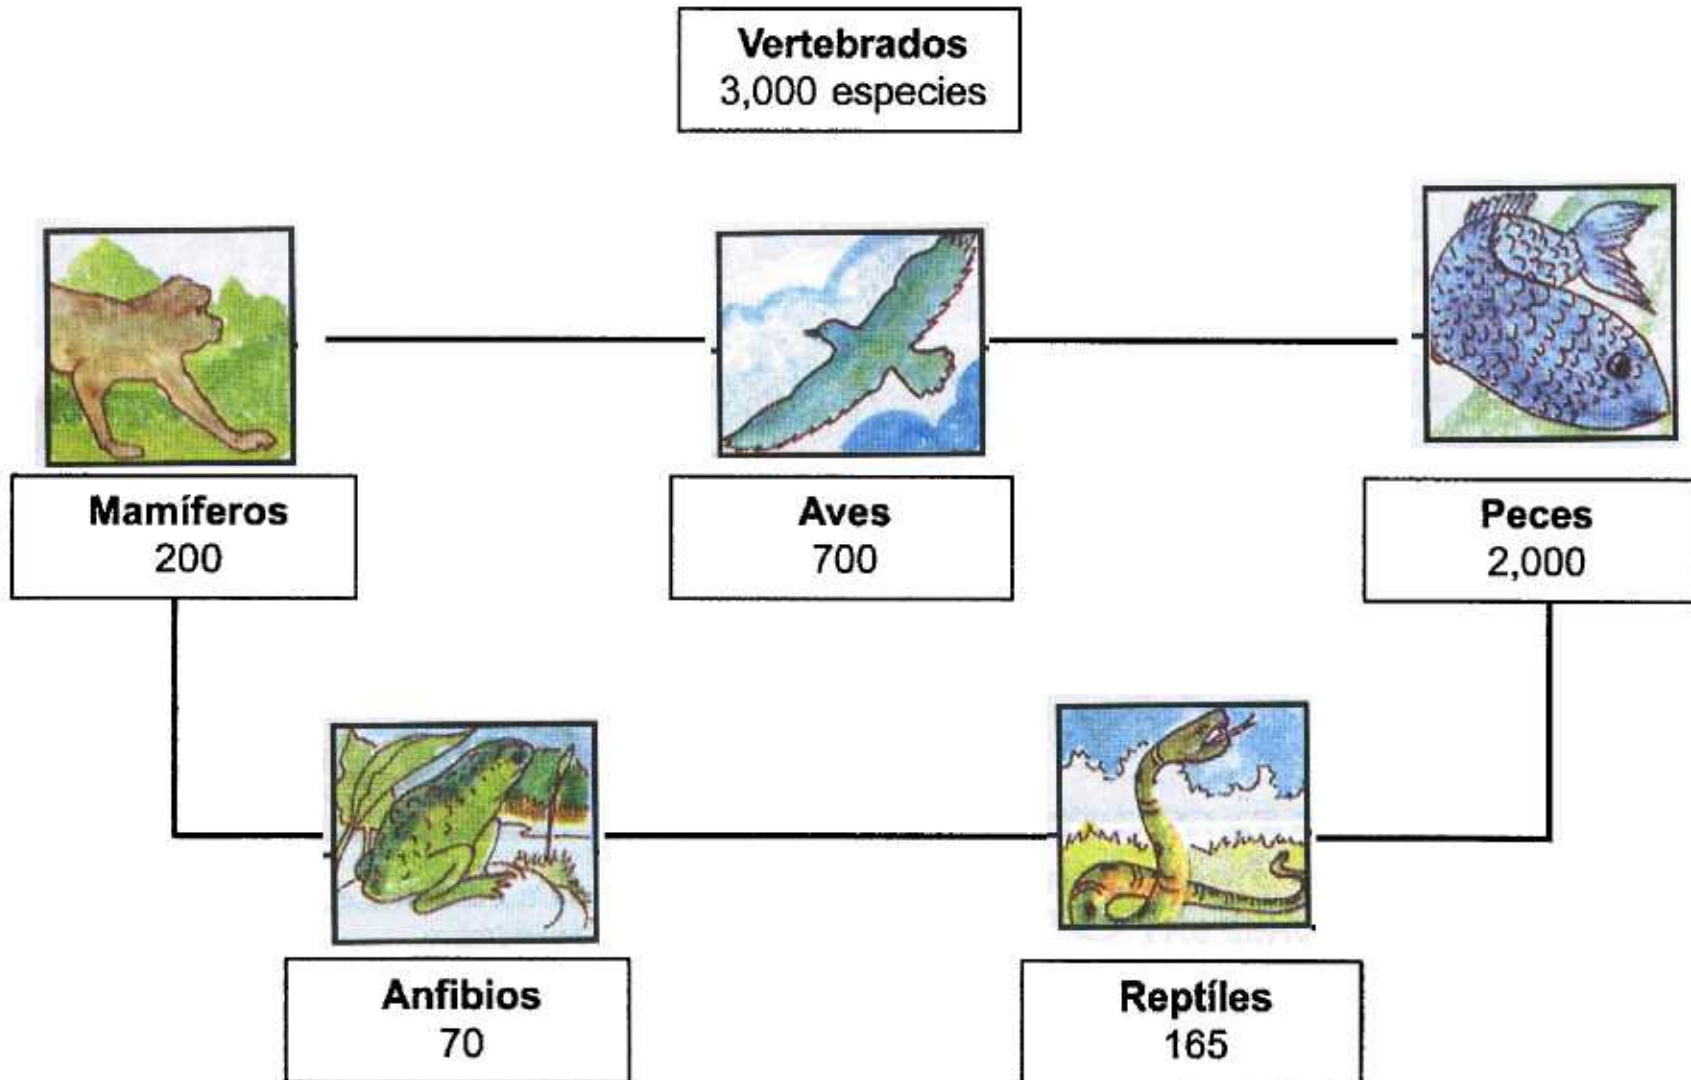 Vertebrados
3,000 especies
Mamíferos
200
Aves
700
Peces
2,000
Anfibios
70
Reptíles
165